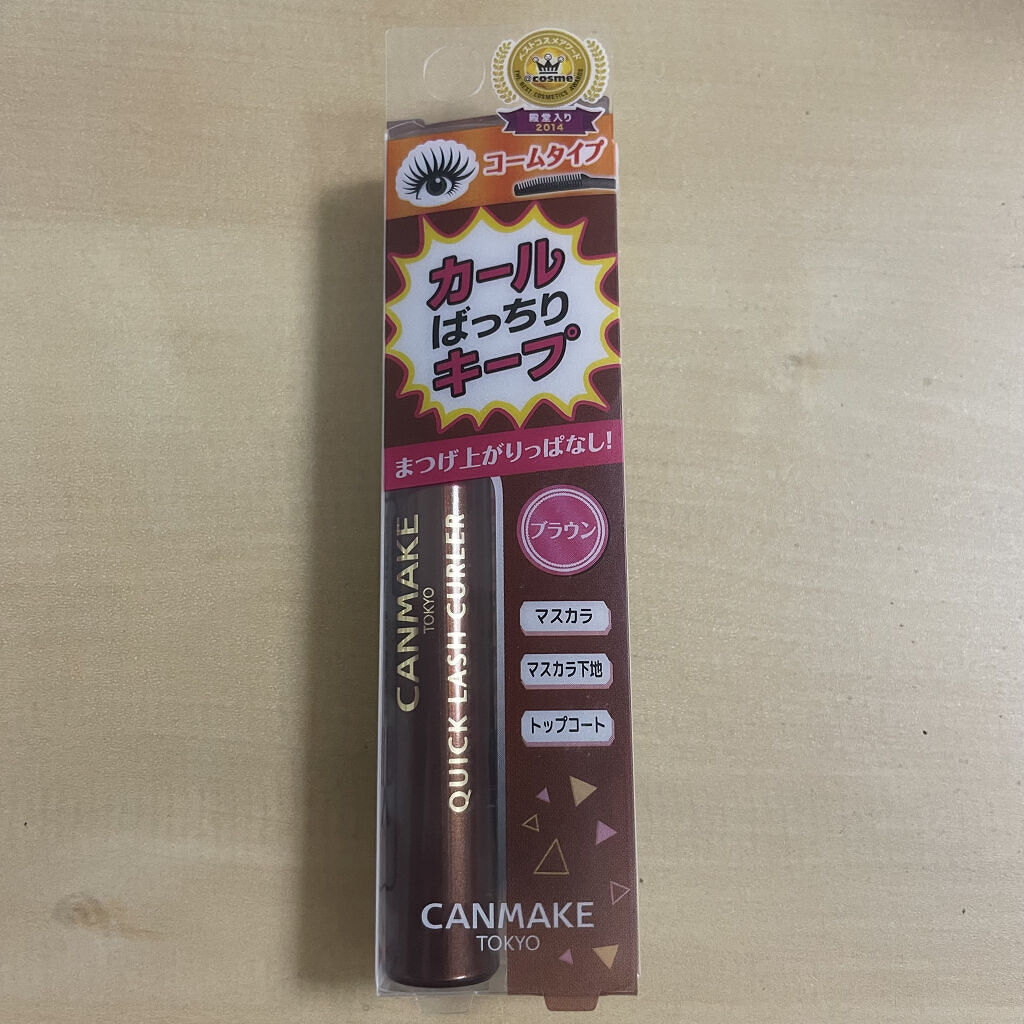 ベストコスメアワード
@cosme
THE BEST COSMETICS AWARDS
殿堂入り
2014
コームタイプ
カール
ばっちり
キープ
まつげ上がりっぱなし!
ブラウン
CANMAKE
TOKYO
QUICK LASH CURLER
マスカラ
マスカラ下地
トップコート
CANMAKE
TOKYO